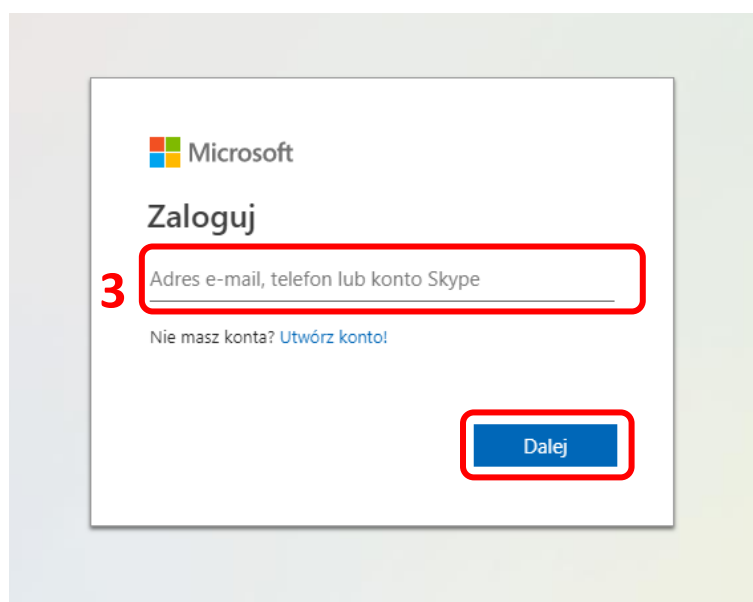 Microsoft
Zaloguj
3
Adres e-mail, telefon lub konto Skype
Nie masz konta? Utwórz konto!
Dalej